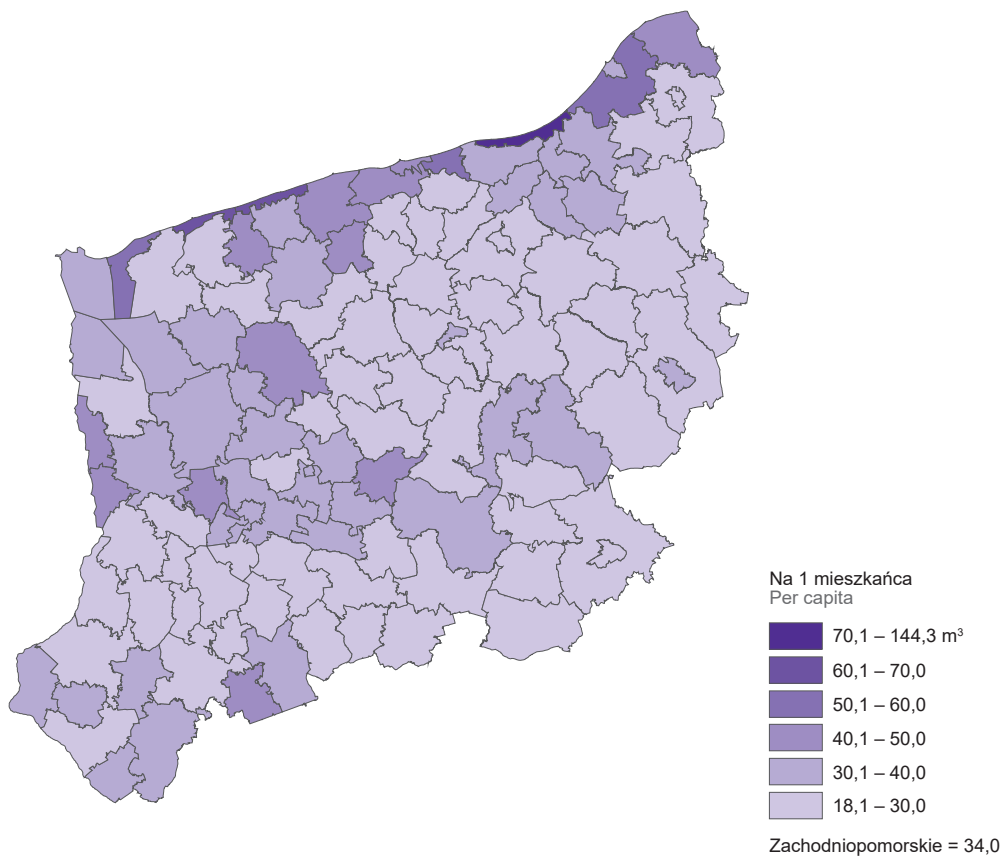 Na 1 mieszkańca
Per capita
70,1 – 144,3 m³
60,1 – 70,0
50,1 – 60,0
40,1 – 50,0
30,1 – 40,0
18,1 – 30,0
Zachodniopomorskie = 34,0